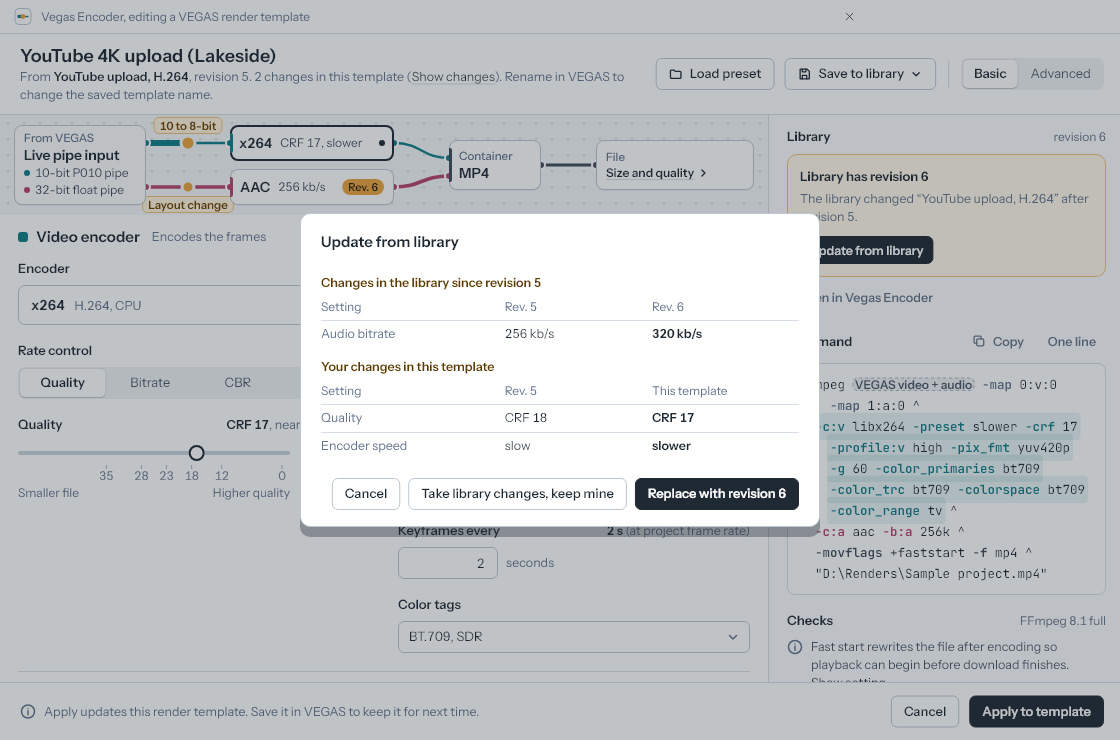 Vegas Encoder, editing a VEGAS render template
YouTube 4K upload (Lakeside)
From YouTube upload, H.264, revision 5. 2 changes in this template (Show changes). Rename in VEGAS to
change the saved template name.
Load preset
Save to library
Basic
Advanced
From VEGAS
Live pipe input
10-bit P010 pipe
32-bit float pipe
10 to 8-bit
Layout change
x264 CRF 17, slower
AAC 256 kb/s Rev. 6
Container
MP4
File
Size and quality
Library
revision 6
Library has revision 6
The library changed “YouTube upload, H.264” after
5.
from library
in Vegas Encoder
Video encoder Encodes the frames
Encoder
x264 H.264, CPU
Rate control
Quality
Bitrate
CBR
Quality
CRF 17,
35 28 23 18 12 0
Smaller file
Higher quality
Update from library
Changes in the library since revision 5
Setting Rev. 5 Rev. 6
Audio bitrate 256 kb/s 320 kb/s
Your changes in this template
Setting Rev. 5 This template
Quality CRF 18 CRF 17
Encoder speed slow slower
Cancel
Take library changes, keep mine
Replace with revision 6
Keyframes every
2 s (at project frame rate)
2 seconds
Color tags
BT.709, SDR
Copy
One line
VEGAS video + audio -map 0:v:0
-map 1:a:0 ^
-c:v libx264 -preset slower -crf 17
-profile:v high -pix_fmt yuv420p
-g 60 -color_primaries bt709
-color_trc bt709 -colorspace bt709
-color_range tv ^
-c:a aac -b:a 256k ^
-movflags +faststart -f mp4 ^
"D:\Renders\Sample project.mp4"
Checks
FFmpeg 8.1 full
Fast start rewrites the file after encoding so
playback can begin before download finishes.
Show setting
Apply updates this render template. Save it in VEGAS to keep it for next time.
Cancel
Apply to template